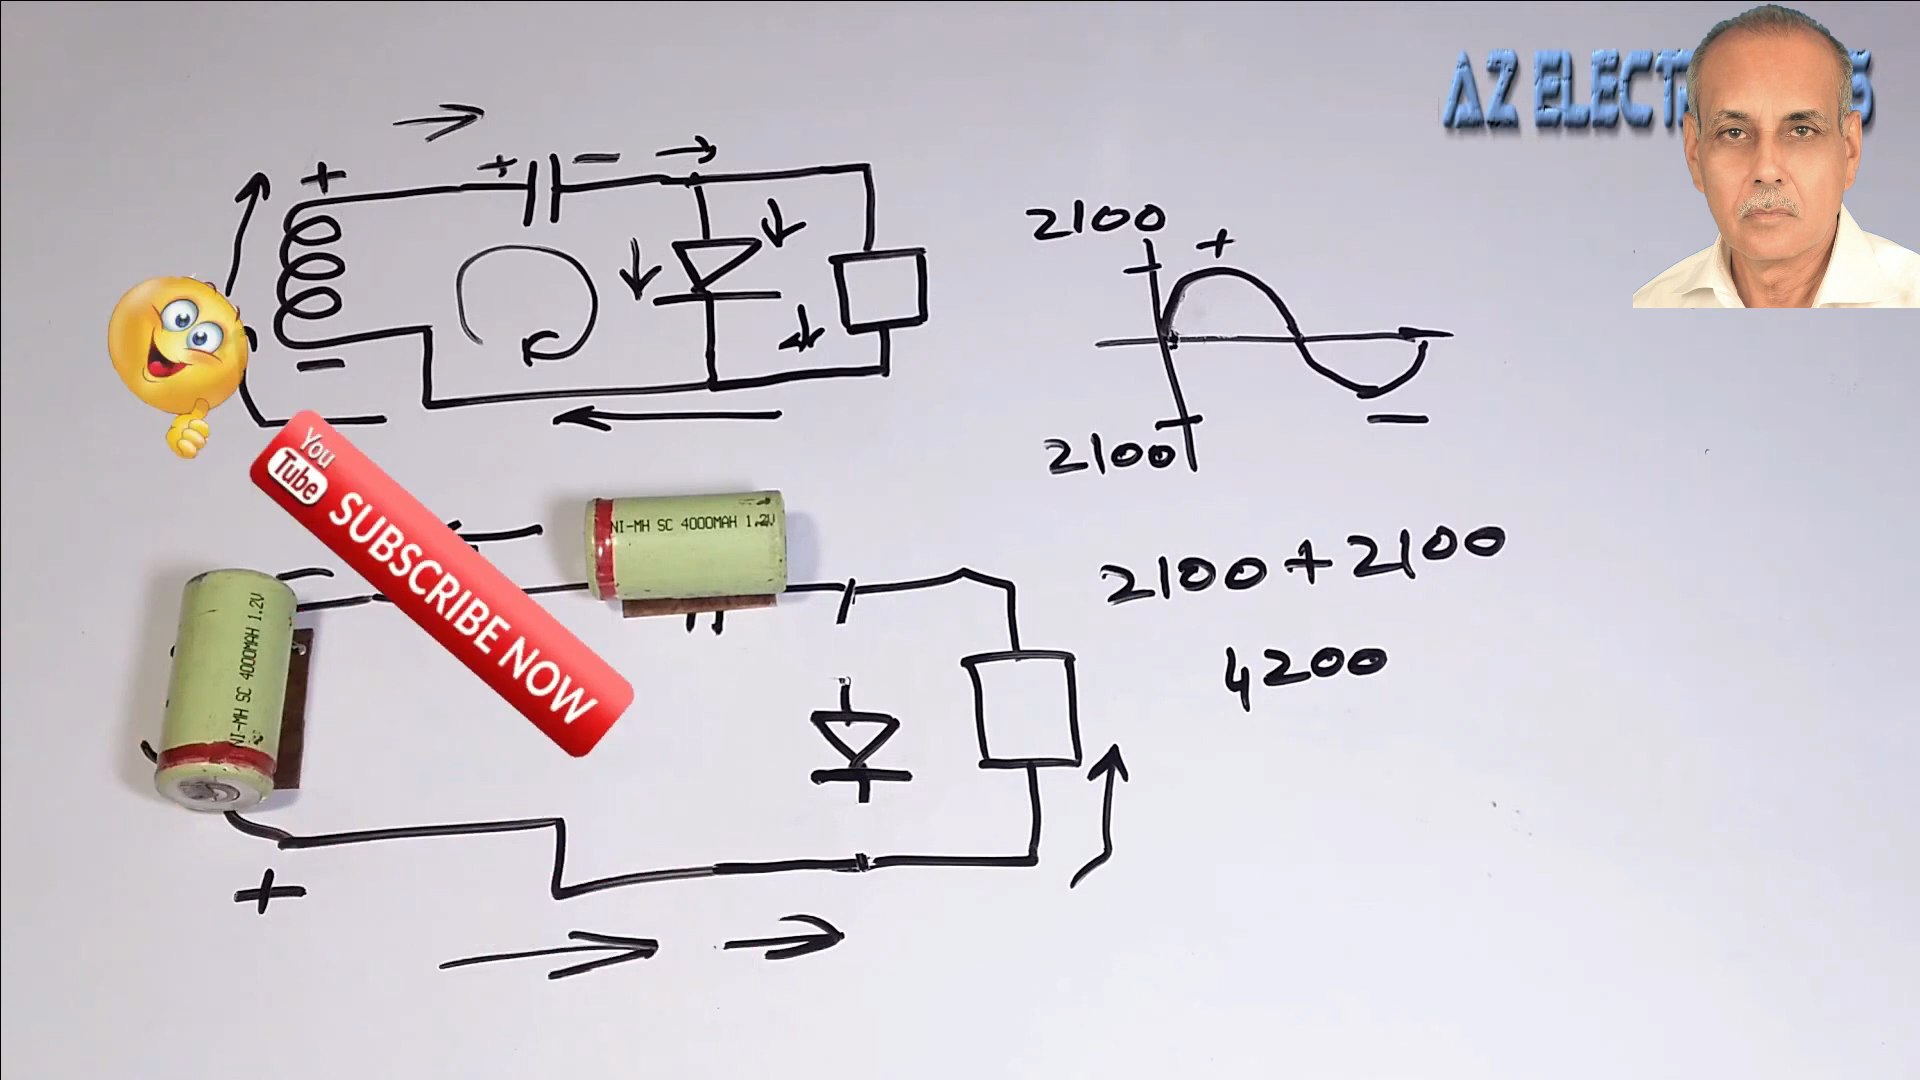 AZ ELECT
+
+ −
2100
+
−
2100
−
You
Tube
SUBSCRIBE NOW
NI-MH SC 4000MAH 1.2V
NI-MH SC 4000MAH 1.2V
2100 + 2100
4200
+